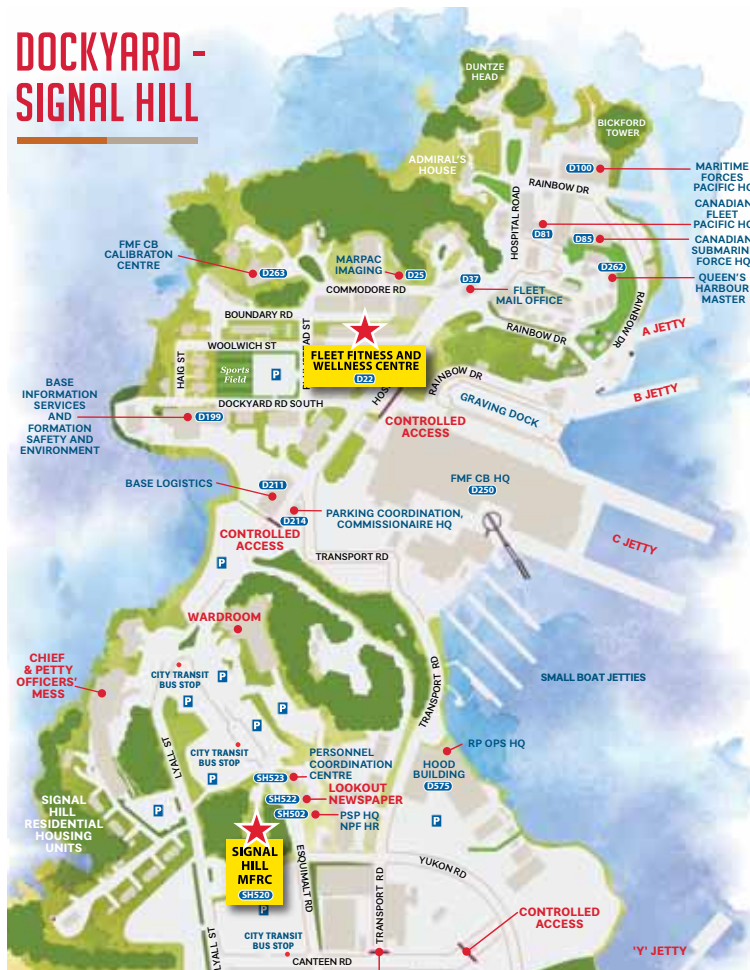 DOCKYARD -
SIGNAL HILL
DUNTZE
HEAD
BICKFORD
TOWER
ADMIRAL'S
HOUSE
D100
MARITIME
FORCES
PACIFIC HQ
RAINBOW DR
CANADIAN
FLEET
PACIFIC HQ
HOSPITAL ROAD
D81
D85
CANADIAN
SUBMARINE
FORCE HQ
FMF CB
CALIBRATON
CENTRE
D263
MARPAC
IMAGING
D25
D37
D262
QUEEN'S
HARBOUR
MASTER
FLEET
MAIL OFFICE
COMMODORE RD
BOUNDARY RD
RAINBOW DR
RAINBOW DR
A JETTY
WOOLWICH ST
HAIG ST
FLEET FITNESS AND
WELLNESS CENTRE
D22
Sports
Field
P
RAINBOW DR
B JETTY
BASE
INFORMATION
SERVICES
AND
FORMATION
SAFETY AND
ENVIRONMENT
D199
DOCKYARD RD SOUTH
GRAVING DOCK
CONTROLLED
ACCESS
FMF CB HQ
D250
BASE LOGISTICS
D211
D214
PARKING COORDINATION,
COMMISSIONAIRE HQ
CONTROLLED
ACCESS
C JETTY
TRANSPORT RD
P
WARDROOM
CHIEF
& PETTY
OFFICERS'
MESS
CITY TRANSIT
BUS STOP
P
P
SMALL BOAT JETTIES
TRANSPORT RD
P
P
LYALL ST
CITY TRANSIT
BUS STOP
PERSONNEL
COORDINATION
CENTRE
RP OPS HQ
HOOD
BUILDING
D575
P
SH523
LOOKOUT
NEWSPAPER
SH522
SIGNAL
HILL
RESIDENTIAL
HOUSING
UNITS
P
SH502
PSP HQ
NPF HR
P
SIGNAL
HILL
MFRC
SH520
ESQUIMALT RD
YUKON RD
TRANSPORT RD
P
CONTROLLED
ACCESS
LYALL ST
CITY TRANSIT
BUS STOP
CANTEEN RD
'Y' JETTY